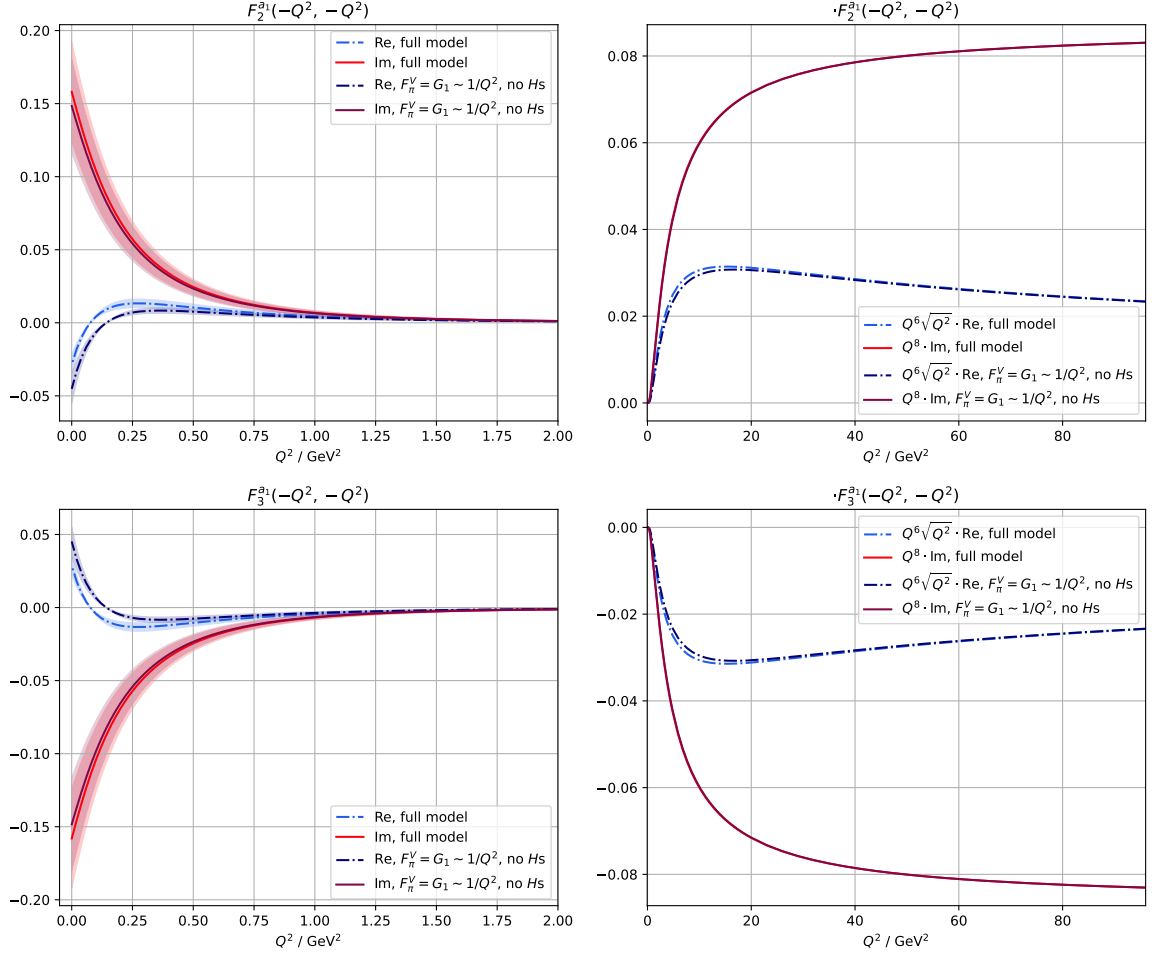 F_2^{a_1}(−Q^2, −Q^2)
0.20
0.15
0.10
0.05
0.00
−0.05
Re, full model
Im, full model
Re, F_π^V = G_1 ∼ 1/Q^2, no Hs
Im, F_π^V = G_1 ∼ 1/Q^2, no Hs
0.00 0.25 0.50 0.75 1.00 1.25 1.50 1.75 2.00
Q^2 / GeV^2
·F_2^{a_1}(−Q^2, −Q^2)
0.08
0.06
0.04
0.02
0.00
Q^6√Q^2 · Re, full model
Q^8 · Im, full model
Q^6√Q^2 · Re, F_π^V = G_1 ∼ 1/Q^2, no Hs
Q^8 · Im, F_π^V = G_1 ∼ 1/Q^2, no Hs
0 20 40 60 80
Q^2 / GeV^2
F_3^{a_1}(−Q^2, −Q^2)
0.05
0.00
−0.05
−0.10
−0.15
−0.20
Re, full model
Im, full model
Re, F_π^V = G_1 ∼ 1/Q^2, no Hs
Im, F_π^V = G_1 ∼ 1/Q^2, no Hs
0.00 0.25 0.50 0.75 1.00 1.25 1.50 1.75 2.00
Q^2 / GeV^2
·F_3^{a_1}(−Q^2, −Q^2)
0.00
−0.02
−0.04
−0.06
−0.08
Q^6√Q^2 · Re, full model
Q^8 · Im, full model
Q^6√Q^2 · Re, F_π^V = G_1 ∼ 1/Q^2, no Hs
Q^8 · Im, F_π^V = G_1 ∼ 1/Q^2, no Hs
0 20 40 60 80
Q^2 / GeV^2